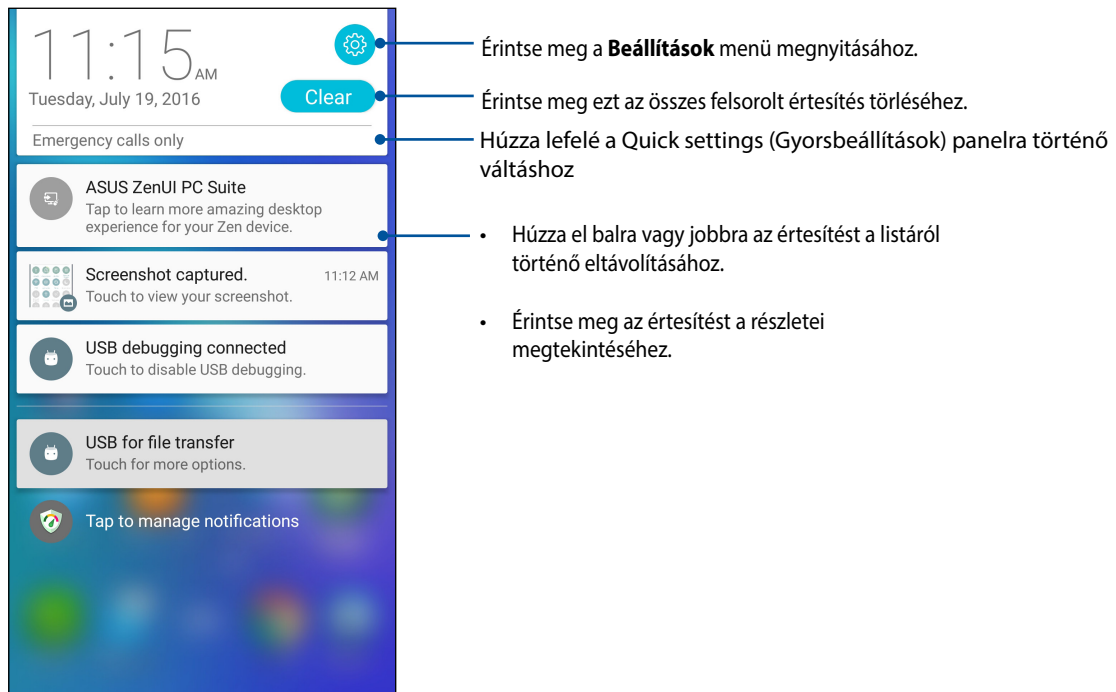 11:15 AM
Tuesday, July 19, 2016
Clear
Emergency calls only
ASUS ZenUI PC Suite
Tap to learn more amazing desktop
experience for your Zen device.
Screenshot captured.
11:12 AM
Touch to view your screenshot.
USB debugging connected
Touch to disable USB debugging.
USB for file transfer
Touch for more options.
Tap to manage notifications
Érintse meg a Beállítások menü megnyitásához.
Érintse meg ezt az összes felsorolt értesítés törléséhez.
Húzza lefelé a Quick settings (Gyorsbeállítások) panelra történő
váltáshoz
• Húzza el balra vagy jobbra az értesítést a listáról
történő eltávolításához.
• Érintse meg az értesítést a részletei
megtekintéséhez.